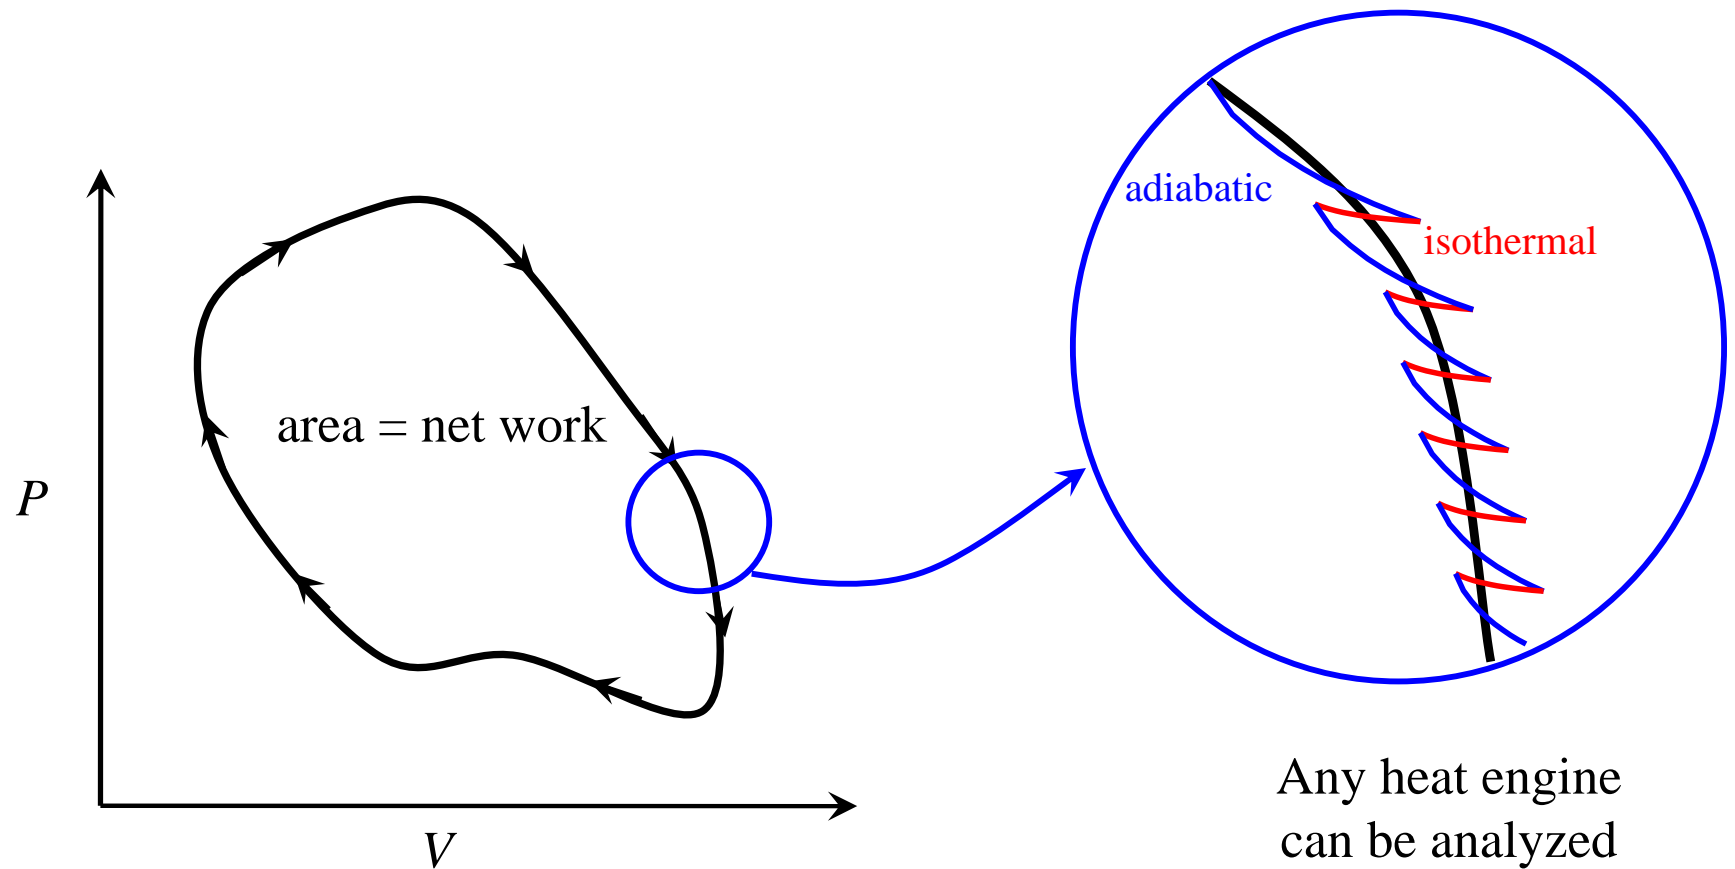 adiabatic
isothermal
area = net work
P
V
Any heat engine
can be analyzed